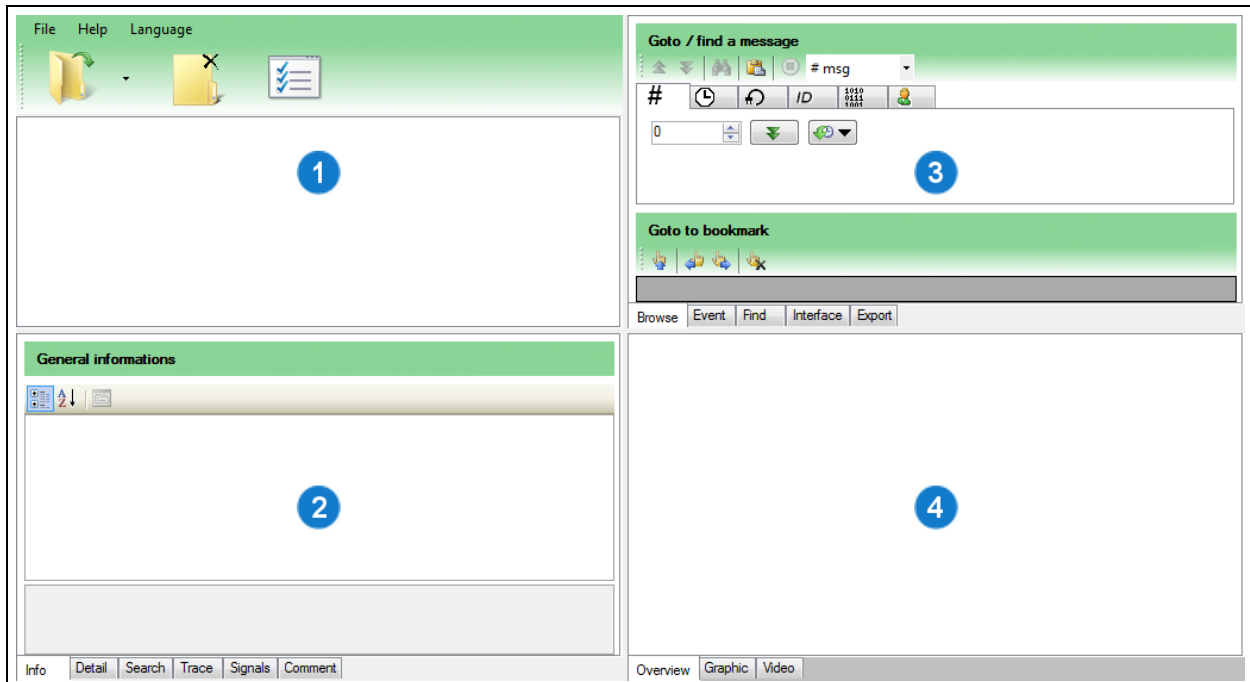 File Help Language
1
General informations
A
Z
2
Info Detail Search Trace Signals Comment
Goto / find a message
# msg
# ID 1010
0111
1001
0
3
Goto to bookmark
Browse Event Find Interface Export
4
Overview Graphic Video